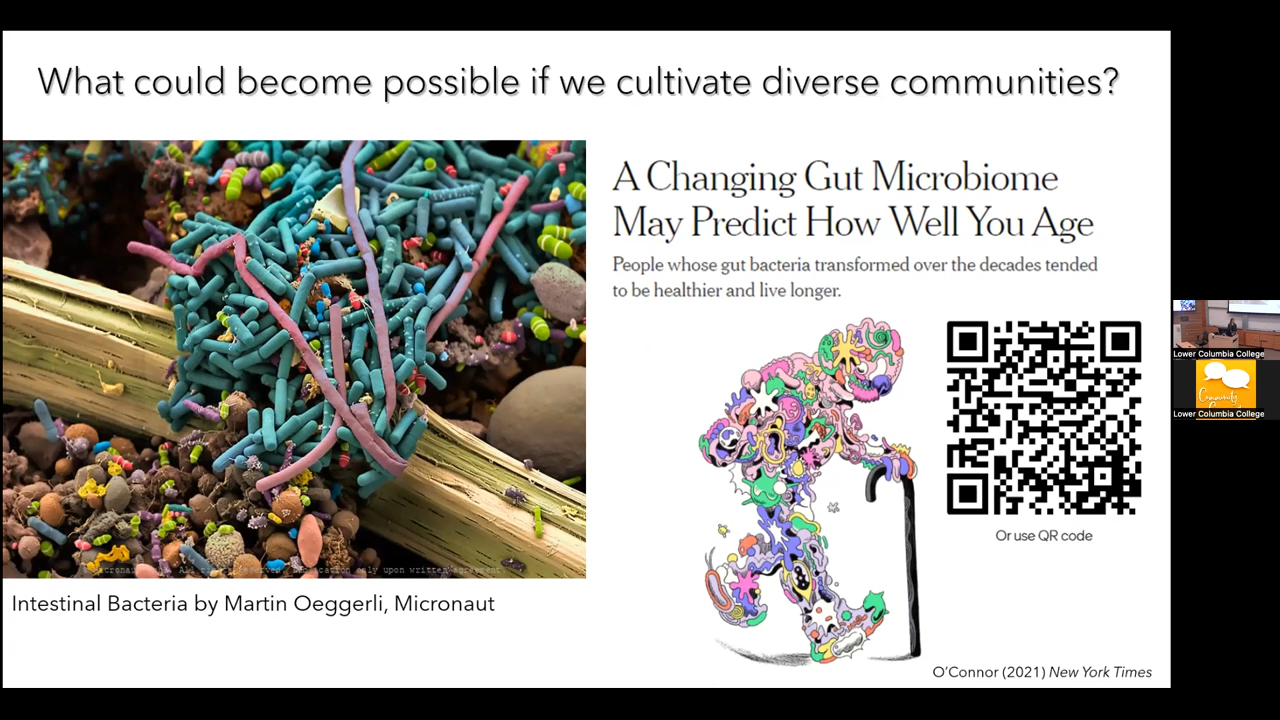 What could become possible if we cultivate diverse communities?
A Changing Gut Microbiome
May Predict How Well You Age
People whose gut bacteria transformed over the decades tended
to be healthier and live longer.
Or use QR code
Intestinal Bacteria by Martin Oeggerli, Micronaut
O'Connor (2021) New York Times
Lower Columbia College
Community
Lower Columbia College